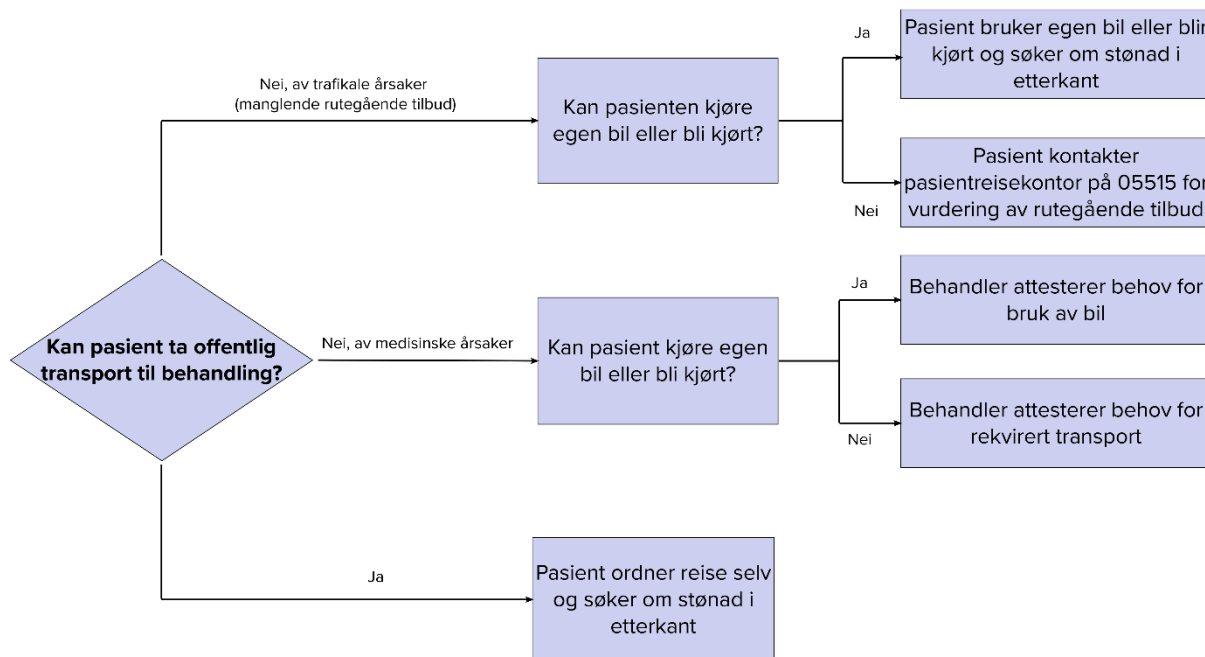 Ja
Pasient bruker egen bil eller blir
kjørt og søker om stønad i
etterkant
Nei, av trafikale årsaker
(manglende rutegående tilbud)
Kan pasienten kjøre
egen bil eller bli kjørt?
Nei
Pasient kontakter
pasientreisekontor på 05515 for
vurdering av rutegående tilbud
Kan pasient ta offentlig
transport til behandling?
Nei, av medisinske årsaker
Kan pasient kjøre egen
bil eller bli kjørt?
Ja
Behandler attesterer behov for
bruk av bil
Nei
Behandler attesterer behov for
rekvirert transport
Ja
Pasient ordner reise selv
og søker om stønad i
etterkant